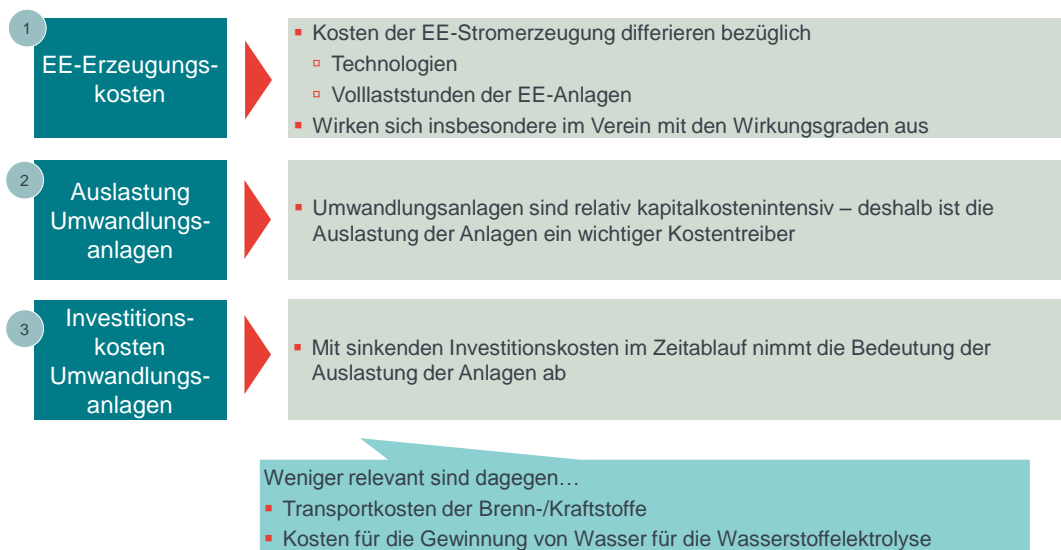 1
EE-Erzeugungs-
kosten
Kosten der EE-Stromerzeugung differieren bezüglich
Technologien
Volllaststunden der EE-Anlagen
Wirken sich insbesondere im Verein mit den Wirkungsgraden aus
2
Auslastung
Umwandlungs-
anlagen
Umwandlungsanlagen sind relativ kapitalkostenintensiv – deshalb ist die
Auslastung der Anlagen ein wichtiger Kostentreiber
3
Investitions-
kosten
Umwandlungs-
anlagen
Mit sinkenden Investitionskosten im Zeitablauf nimmt die Bedeutung der
Auslastung der Anlagen ab
Weniger relevant sind dagegen…
Transportkosten der Brenn-/Kraftstoffe
Kosten für die Gewinnung von Wasser für die Wasserstoffelektrolyse